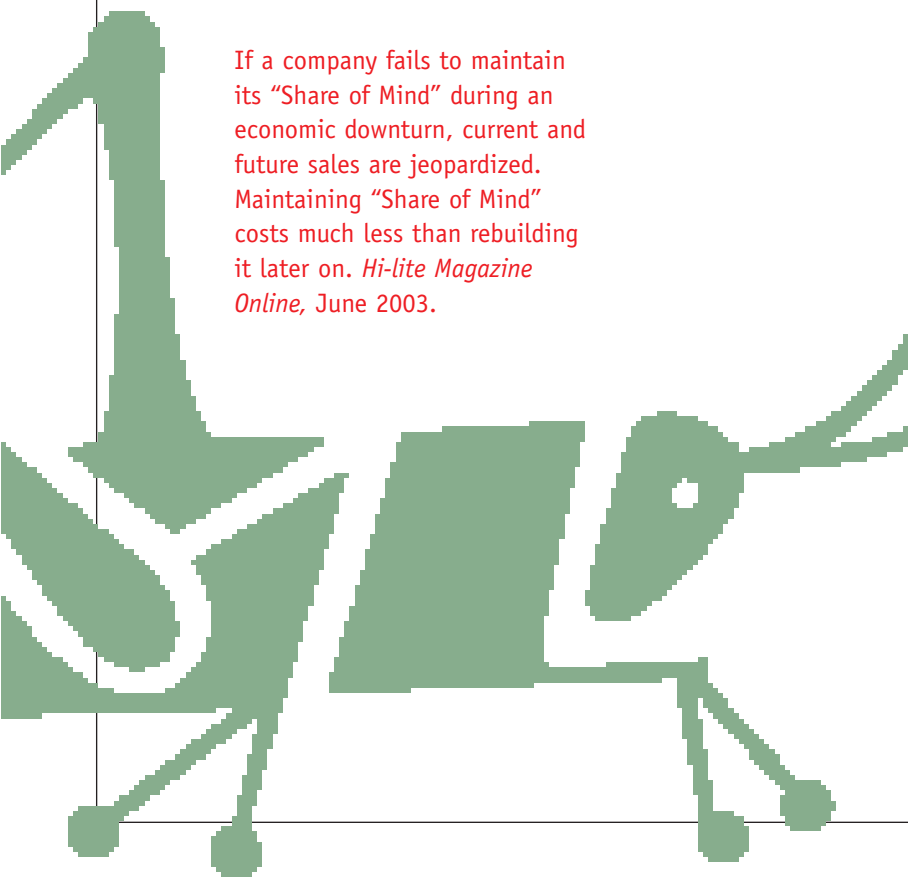 If a company fails to maintain
its “Share of Mind” during an
economic downturn, current and
future sales are jeopardized.
Maintaining “Share of Mind”
costs much less than rebuilding
it later on. Hi-lite Magazine
Online, June 2003.